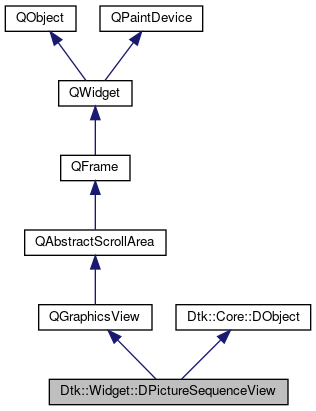 QObject
QPaintDevice
QWidget
QFrame
QAbstractScrollArea
QGraphicsView
Dtk::Core::DObject
Dtk::Widget::DPictureSequenceView